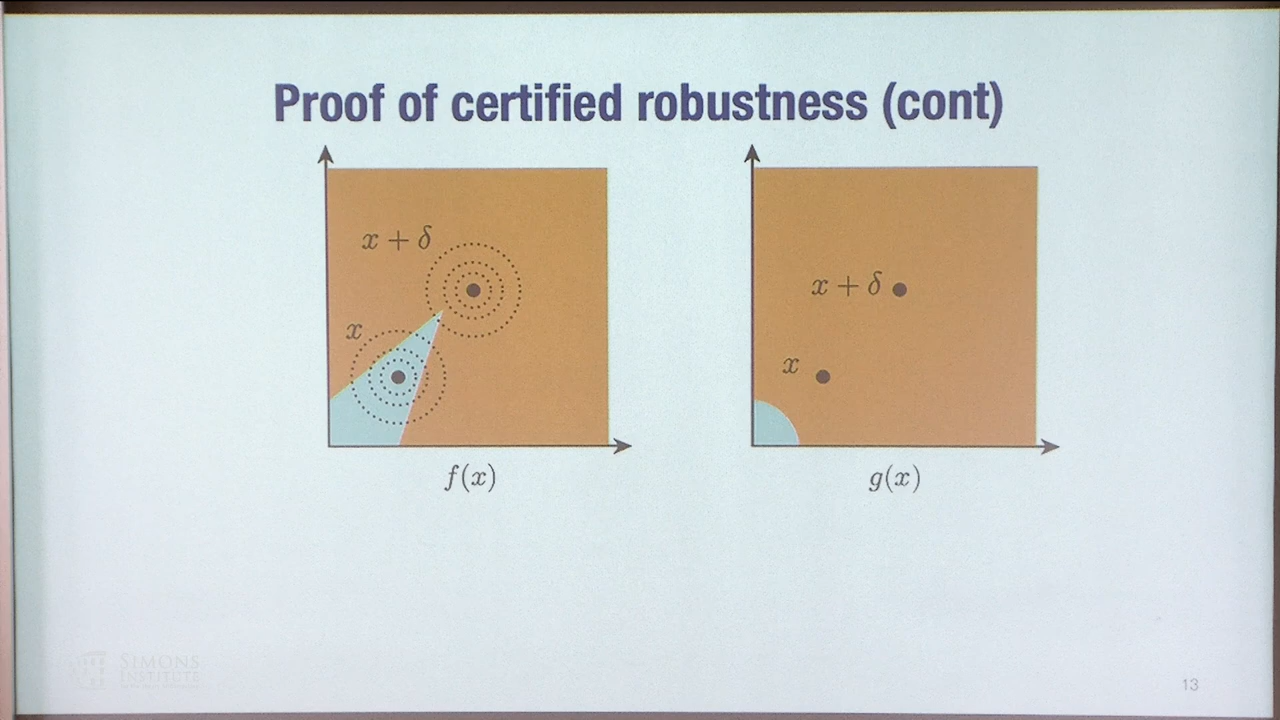 Proof of certified robustness (cont)
x + δ
x
f(x)
x + δ
x
g(x)
SIMONS
INSTITUTE
13